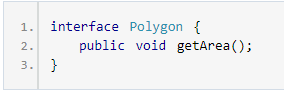 1. interface Polygon {
2.     public void getArea();
3. }